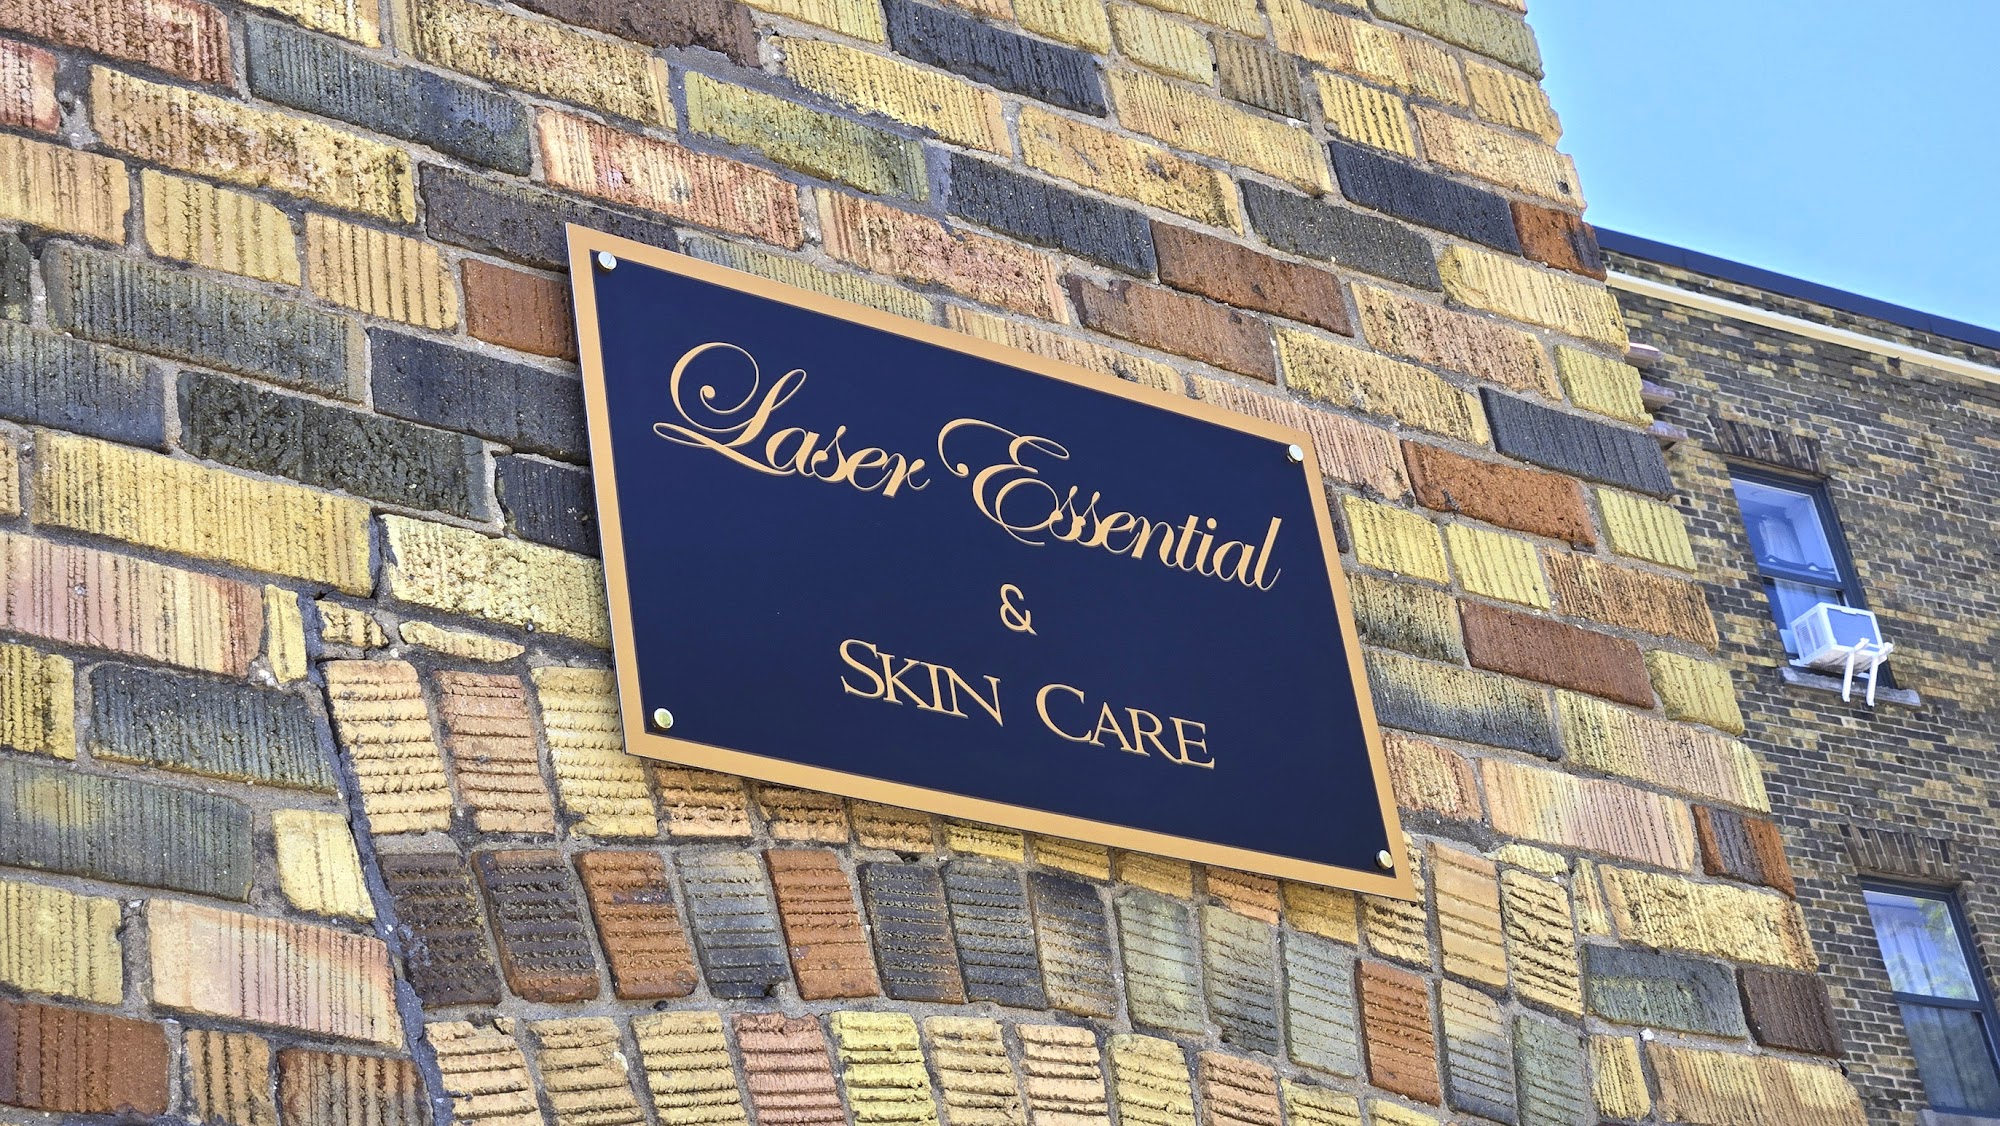 Laser Essential
&
SKIN CARE